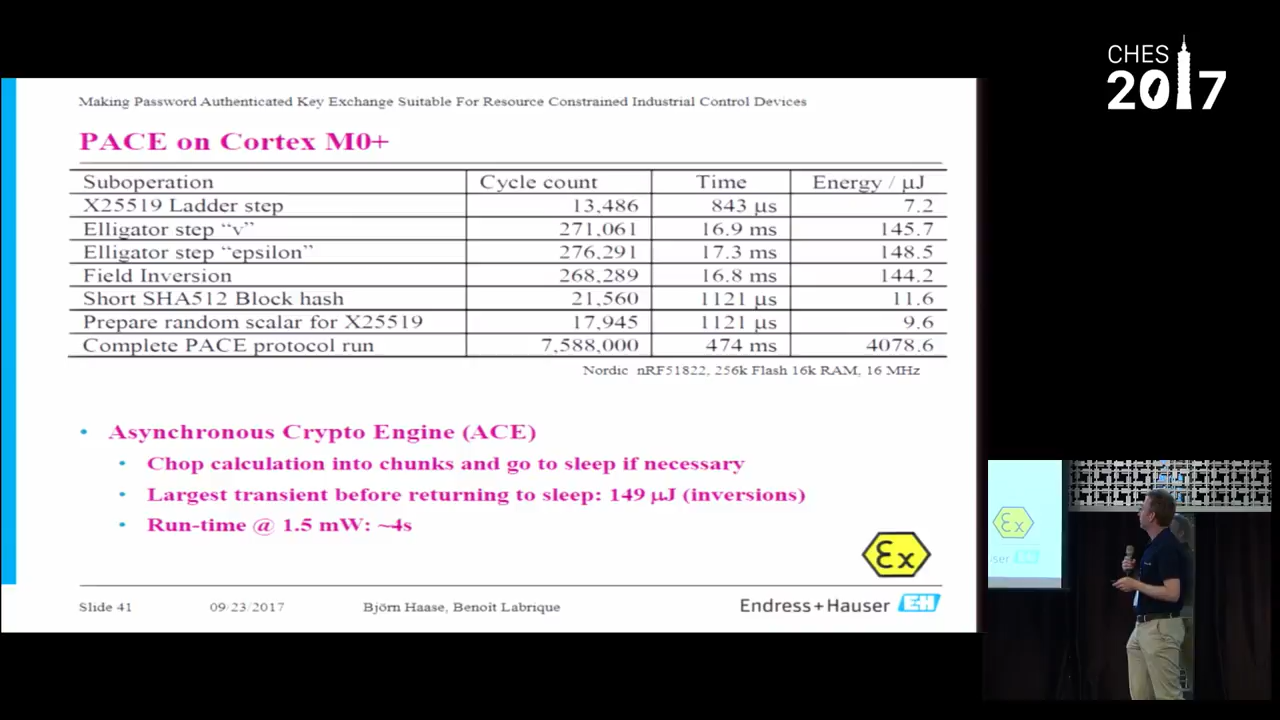 CHES
2017
Making Password Authenticated Key Exchange Suitable For Resource Constrained Industrial Control Devices
PACE on Cortex M0+
Suboperation Cycle count Time Energy / µJ
X25519 Ladder step 13,486 843 µs 7.2
Elligator step “v” 271,061 16.9 ms 145.7
Elligator step “epsilon” 276,291 17.3 ms 148.5
Field Inversion 268,289 16.8 ms 144.2
Short SHA512 Block hash 21,560 1121 µs 11.6
Prepare random scalar for X25519 17,945 1121 µs 9.6
Complete PACE protocol run 7,588,000 474 ms 4078.6
Nordic nRF51822, 256k Flash 16k RAM, 16 MHz
• Asynchronous Crypto Engine (ACE)
• Chop calculation into chunks and go to sleep if necessary
• Largest transient before returning to sleep: 149 µJ (inversions)
• Run-time @ 1.5 mW: ~4s
Ex
Slide 41 09/23/2017 Björn Haase, Benoît Labrique Endress+Hauser EH
Ex